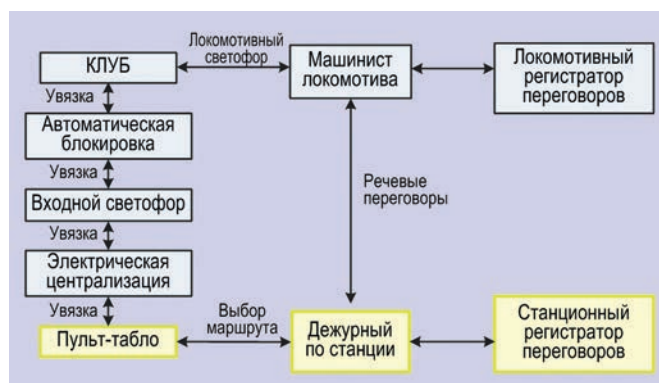 КЛУБ
Локомотивный
светофор
Машинист
локомотива
Локомотивный
регистратор
переговоров
Увязка
Автоматическая
блокировка
Увязка
Входной светофор
Речевые
переговоры
Увязка
Электрическая
централизация
Увязка
Пульт-табло
Выбор
маршрута
Дежурный
по станции
Станционный
регистратор
переговоров